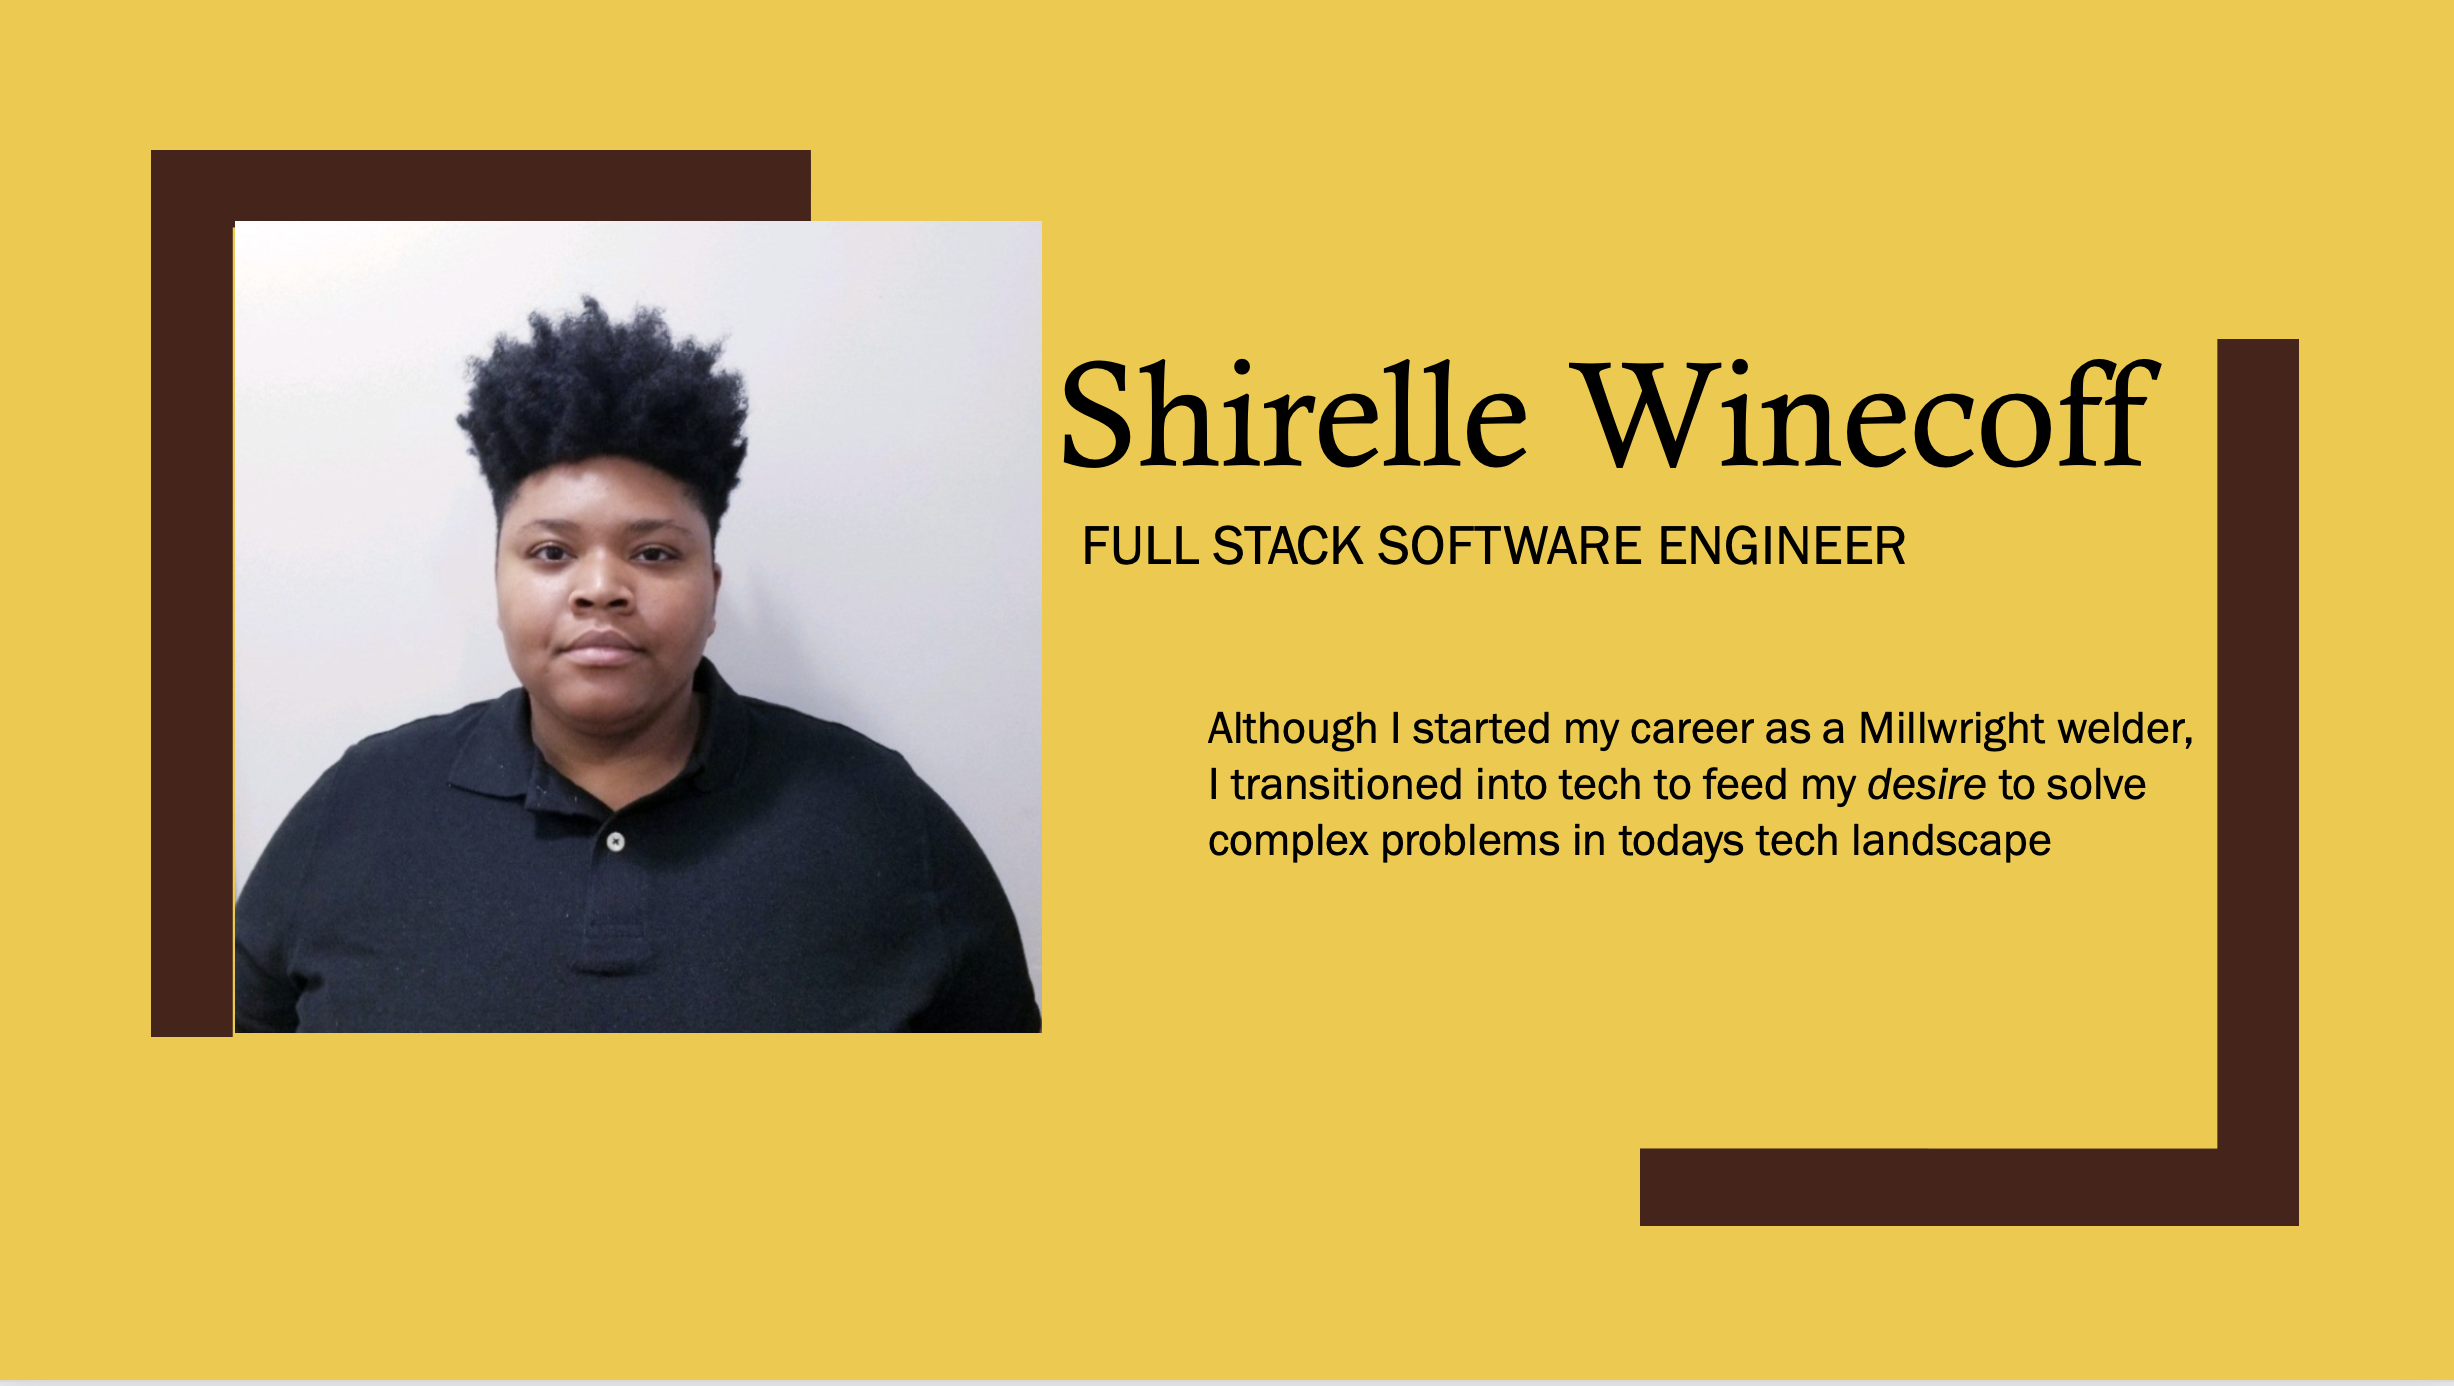 Shirelle Winecoff
FULL STACK SOFTWARE ENGINEER
Although I started my career as a Millwright welder,
I transitioned into tech to feed my desire to solve
complex problems in todays tech landscape